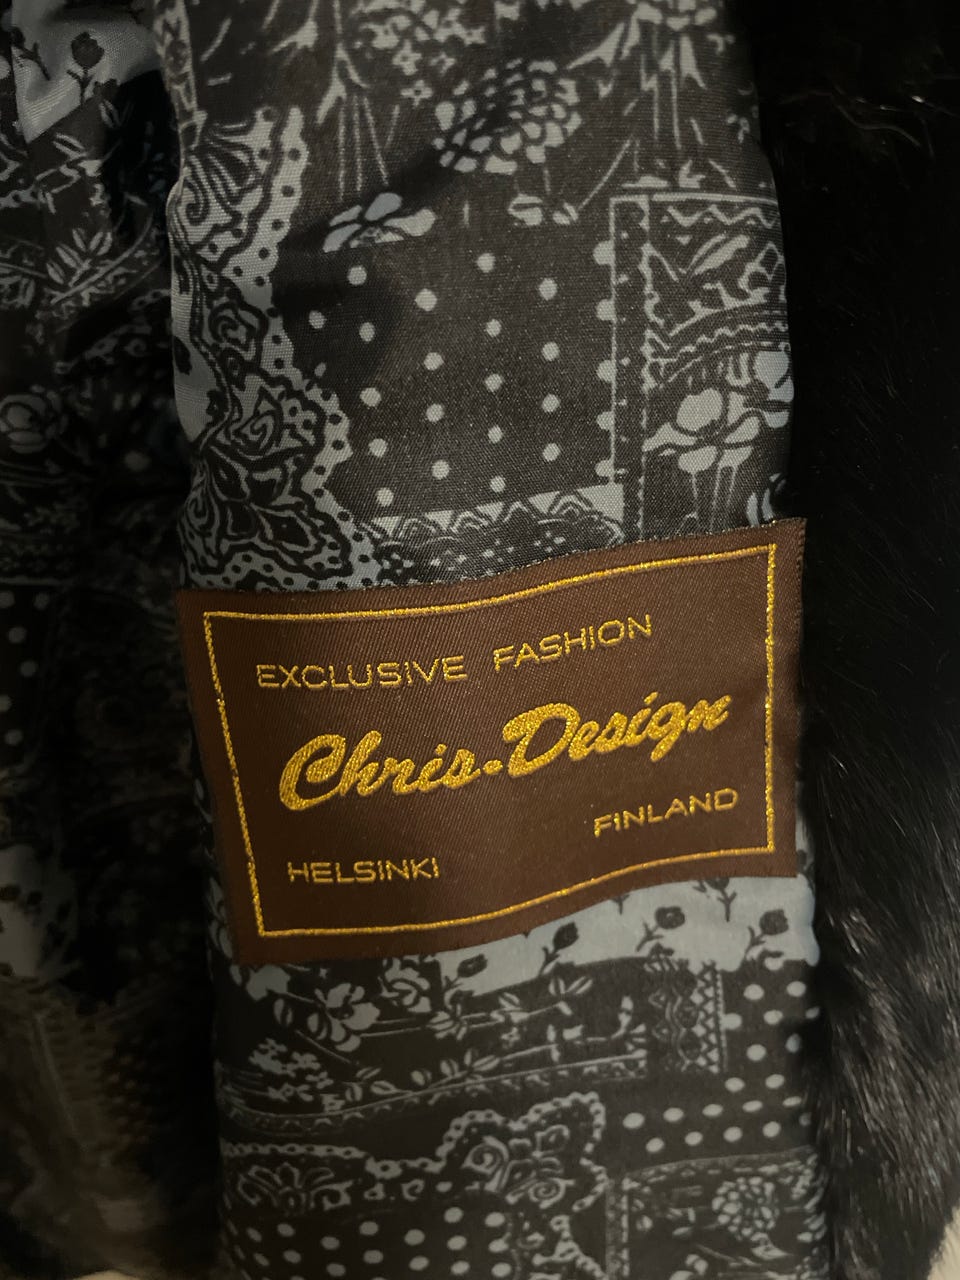 EXCLUSIVE FASHION
Chris.Design
FINLAND
HELSINKI